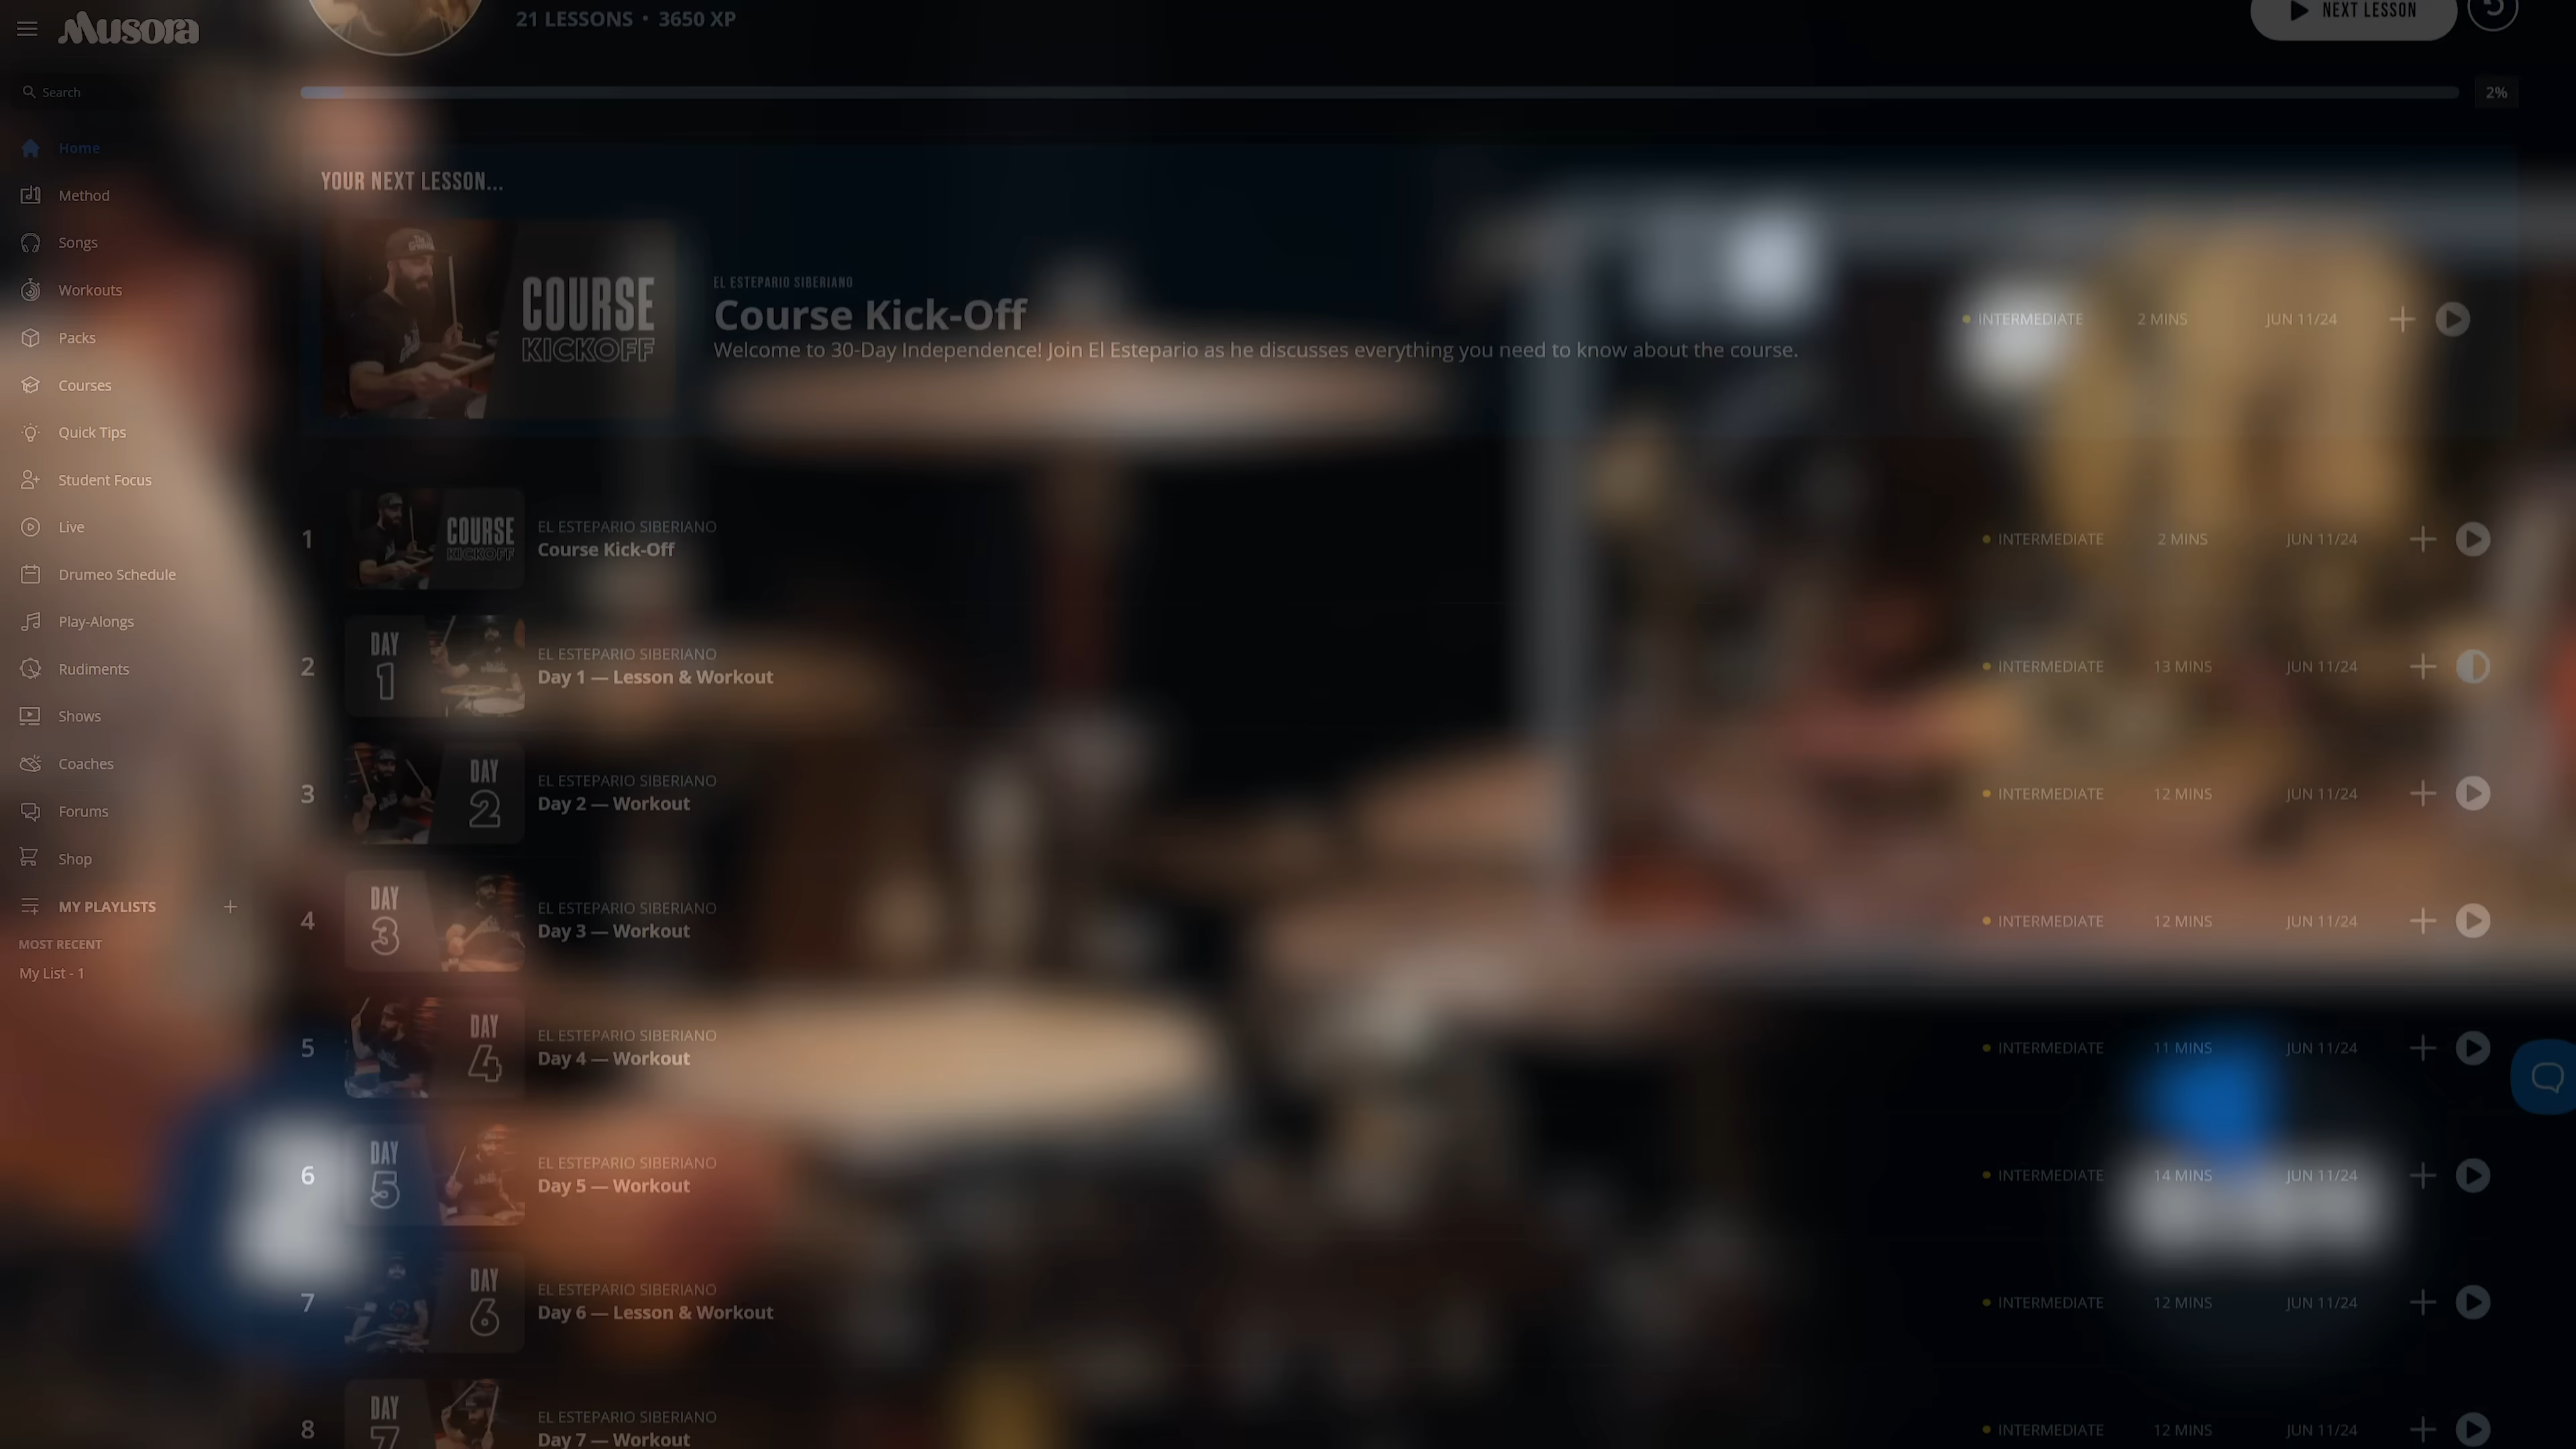 Musora
21 LESSONS • 3650 XP
NEXT LESSON
Search
2%
Home
Method
Songs
Workouts
Packs
Courses
Quick Tips
Student Focus
Live
Drumeo Schedule
Play-Alongs
Rudiments
Shows
Coaches
Forums
Shop
MY PLAYLISTS
MOST RECENT
My List - 1
YOUR NEXT LESSON...
COURSE
KICKOFF
EL ESTEPARIO SIBERIANO
Course Kick-Off
Welcome to 30-Day Independence! Join El Estepario as he discusses everything you need to know about the course.
INTERMEDIATE 2 MINS JUN 11/24
1
COURSE
KICKOFF
EL ESTEPARIO SIBERIANO
Course Kick-Off
INTERMEDIATE 2 MINS JUN 11/24
2
DAY
1
EL ESTEPARIO SIBERIANO
Day 1 — Lesson & Workout
INTERMEDIATE 13 MINS JUN 11/24
3
DAY
2
EL ESTEPARIO SIBERIANO
Day 2 — Workout
INTERMEDIATE 12 MINS JUN 11/24
4
DAY
3
EL ESTEPARIO SIBERIANO
Day 3 — Workout
INTERMEDIATE 12 MINS JUN 11/24
5
DAY
4
EL ESTEPARIO SIBERIANO
Day 4 — Workout
INTERMEDIATE 11 MINS JUN 11/24
6
DAY
5
EL ESTEPARIO SIBERIANO
Day 5 — Workout
INTERMEDIATE 14 MINS JUN 11/24
7
DAY
6
EL ESTEPARIO SIBERIANO
Day 6 — Lesson & Workout
INTERMEDIATE 12 MINS JUN 11/24
8
DAY
7
EL ESTEPARIO SIBERIANO
Day 7 — Workout
INTERMEDIATE 12 MINS JUN 11/24